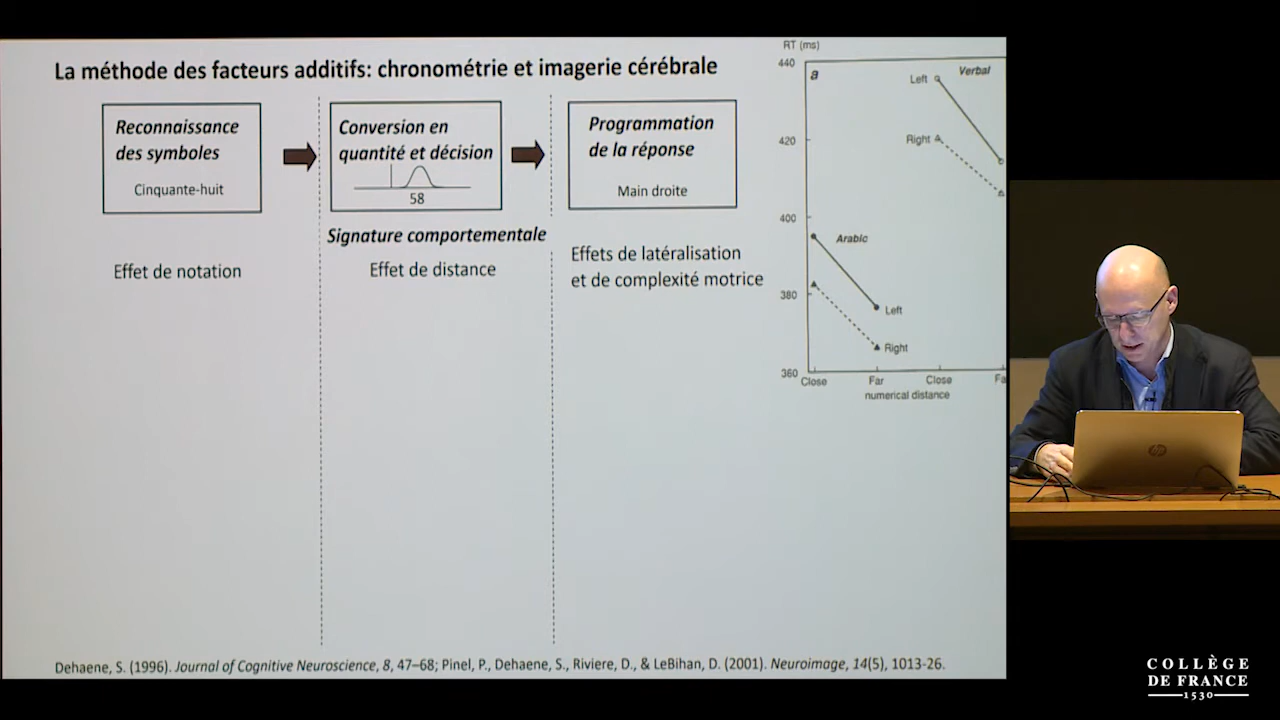 La méthode des facteurs additifs: chronométrie et imagerie cérébrale
Reconnaissance
des symboles
Cinquante-huit
Conversion en
quantité et décision
58
Programmation
de la réponse
Main droite
Signature comportementale
Effet de notation
Effet de distance
Effets de latéralisation
et de complexité motrice
RT (ms)
440
420
400
380
360
a
Verbal
Left
Right
Arabic
Left
Right
Close
Far
Close
Fa
numerical distance
Dehaene, S. (1996). Journal of Cognitive Neuroscience, 8, 47–68; Pinel, P., Dehaene, S., Riviere, D., & LeBihan, D. (2001). Neuroimage, 14(5), 1013-26.
hp
COLLÈGE
DE FRANCE
1530